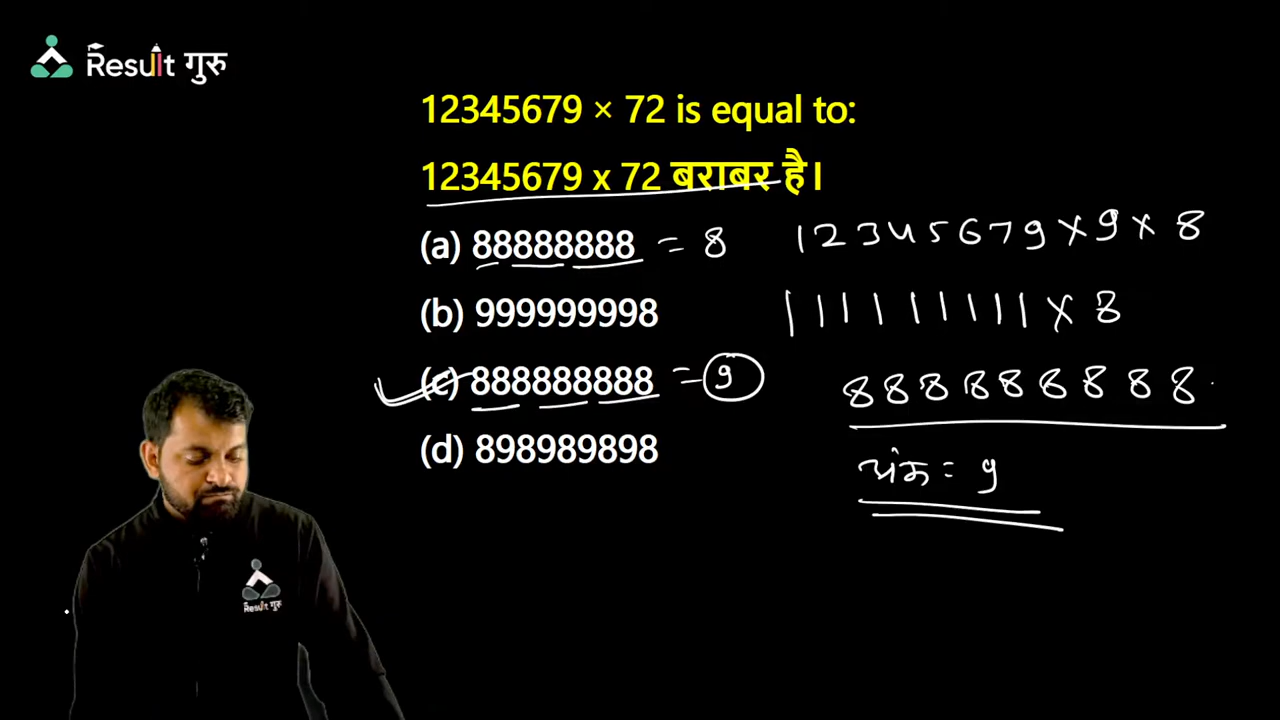 Result गुरु
12345679 × 72 is equal to:
12345679 x 72 बराबर है।
(a) 88888888 = 8
(b) 999999998
(c) 888888888 = 9
(d) 898989898
12345679 × 9 × 8
111111111 × 8
888888888
अंक = 9
Result गुरु